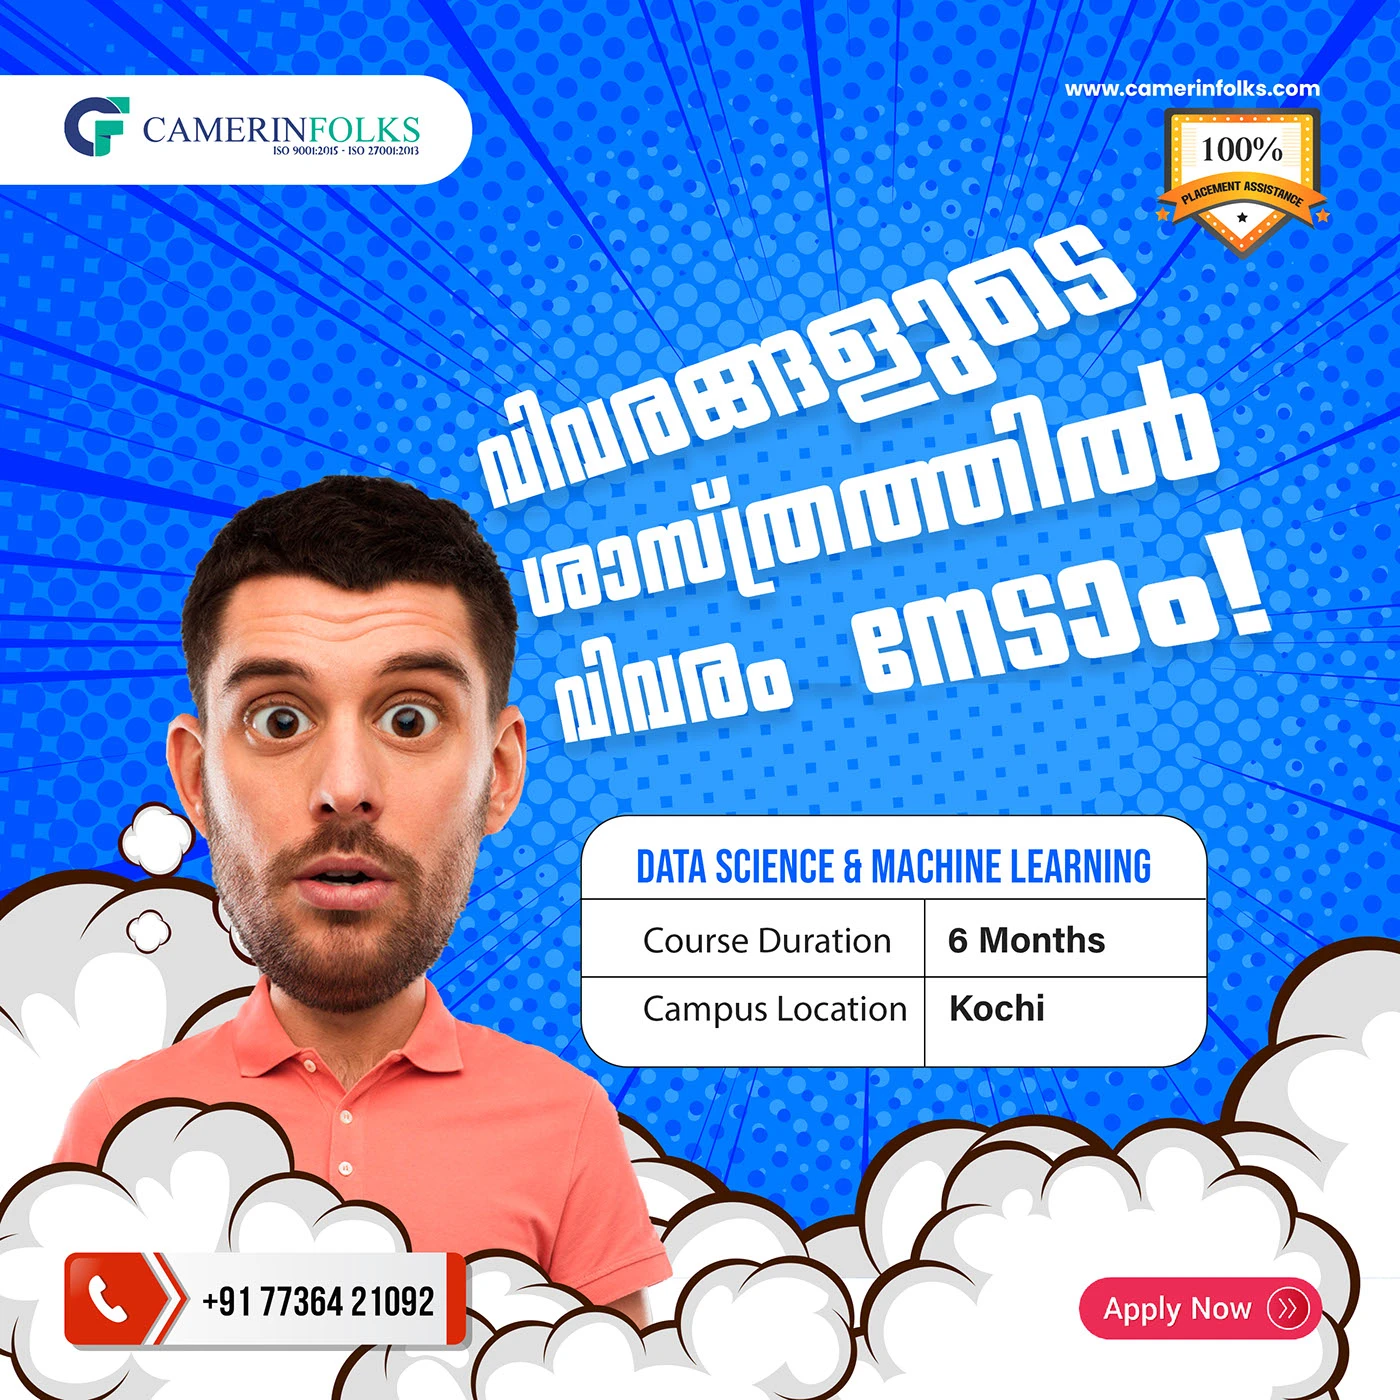 CAMERINFOLKS
ISO 9001:2015 - ISO 27001:2013
www.camerinfolks.com
100%
PLACEMENT ASSISTANCE
വിവരങ്ങളുടെ
ശാസ്ത്രത്തിൽ
വിവരം നേടാം!
DATA SCIENCE & MACHINE LEARNING
Course Duration 6 Months
Campus Location Kochi
+91 77364 21092
Apply Now